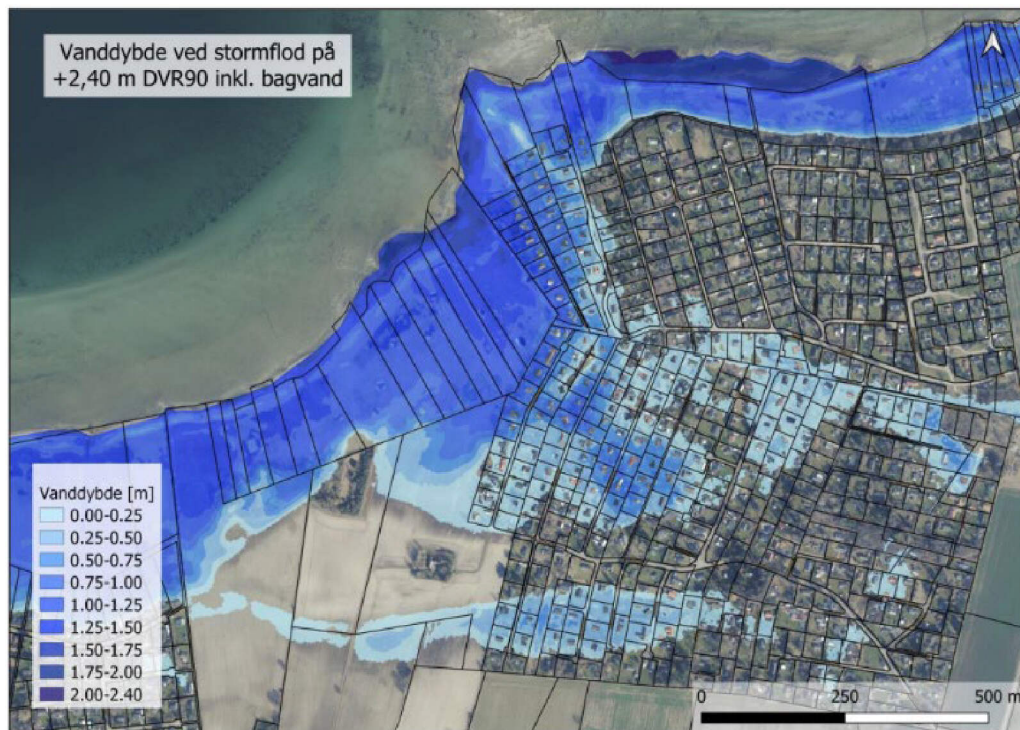 Vanddybde ved stormflod på
+2,40 m DVR90 inkl. bagvand
Vanddybde [m]
0.00-0.25
0.25-0.50
0.50-0.75
0.75-1.00
1.00-1.25
1.25-1.50
1.50-1.75
1.75-2.00
2.00-2.40
0 250 500 m